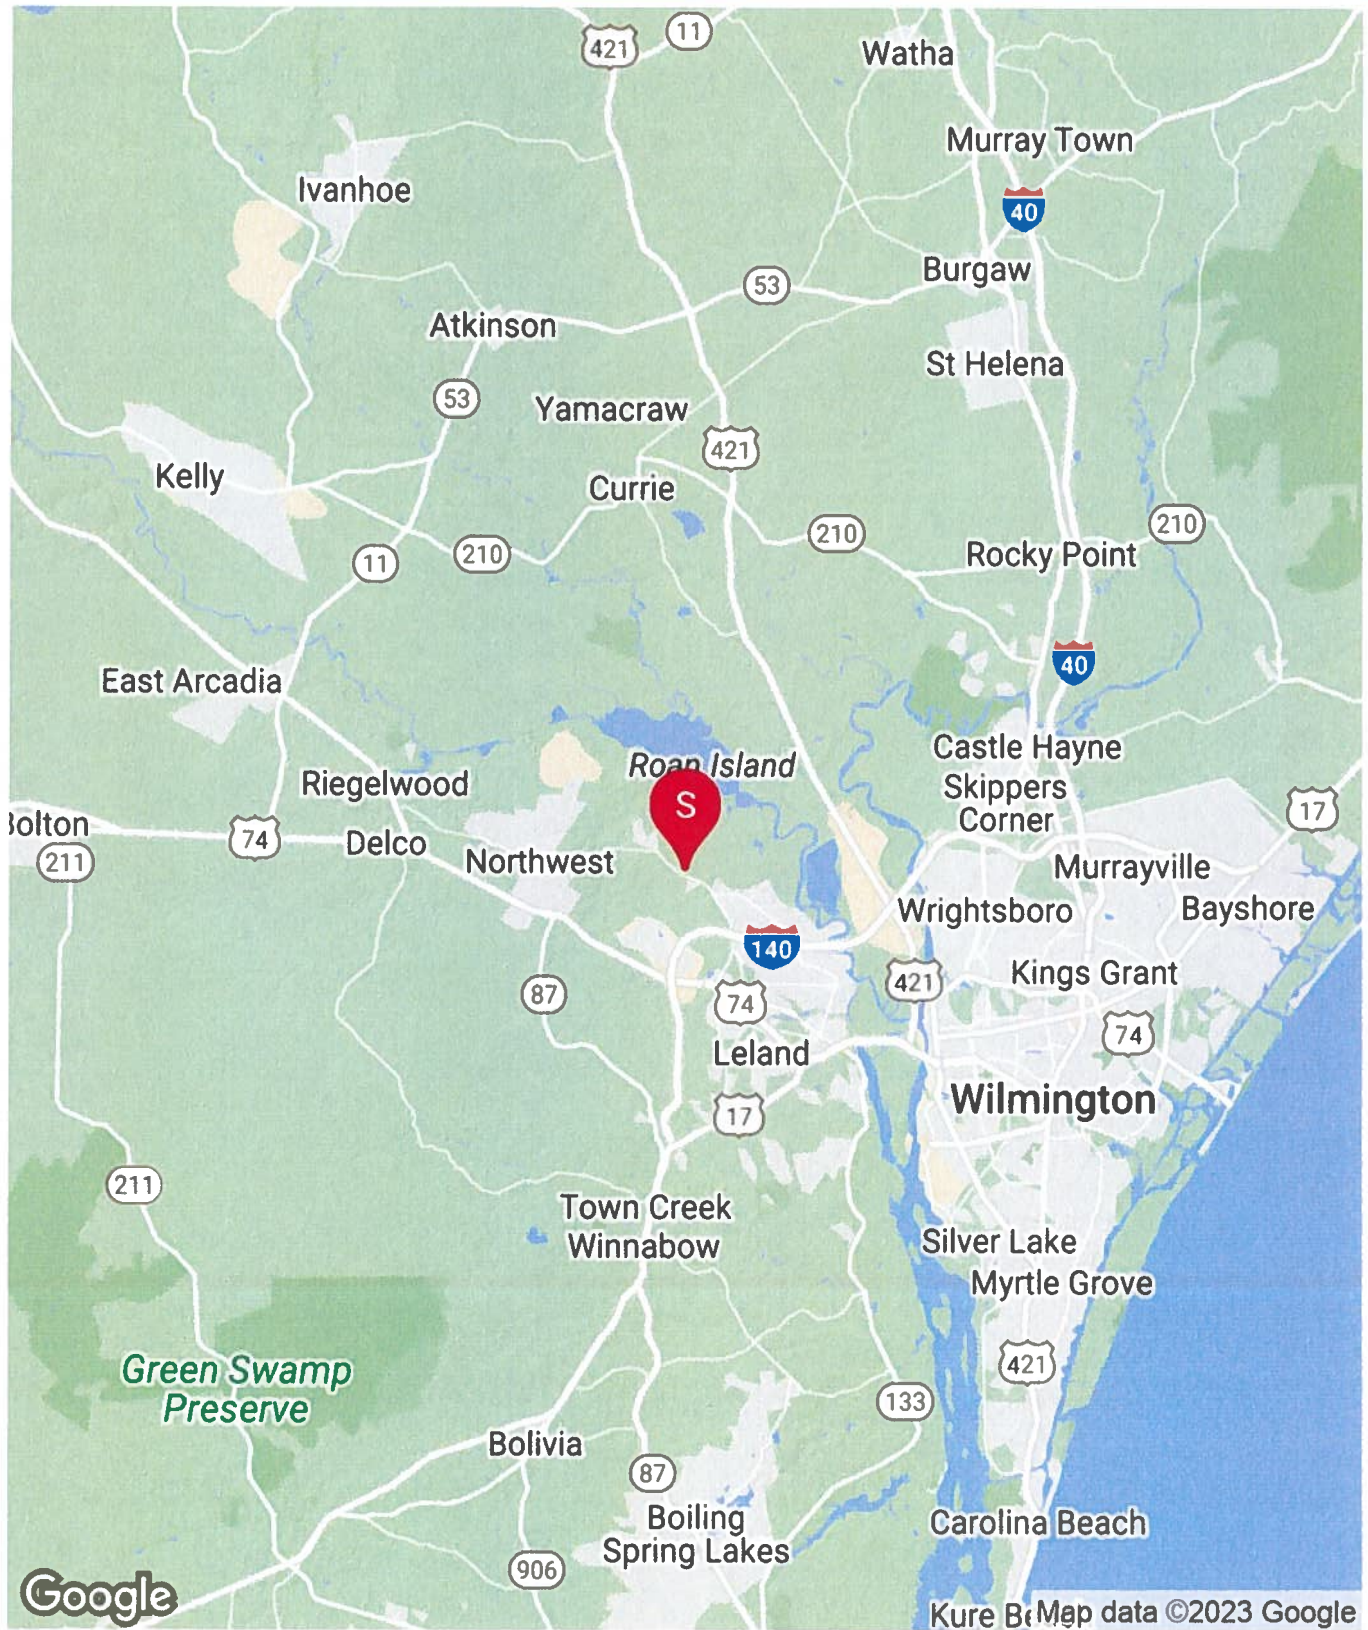 421
11
Watha
Murray Town
Ivanhoe
40
Burgaw
53
Atkinson
St Helena
53
Yamacraw
421
Kelly
Currie
210
210
Rocky Point
11
210
40
East Arcadia
Castle Hayne
Roan Island
Riegelwood
Skippers
Corner
S
17
Bolton
74
Delco
211
Northwest
Murrayville
Wrightsboro
Bayshore
140
Kings Grant
87
74
421
74
Leland
Wilmington
17
211
Town Creek
Winnabow
Silver Lake
Myrtle Grove
421
Green Swamp
Preserve
133
Bolivia
87
Boiling
Spring Lakes
Carolina Beach
906
Google
Kure Be
Map data ©2023 Google